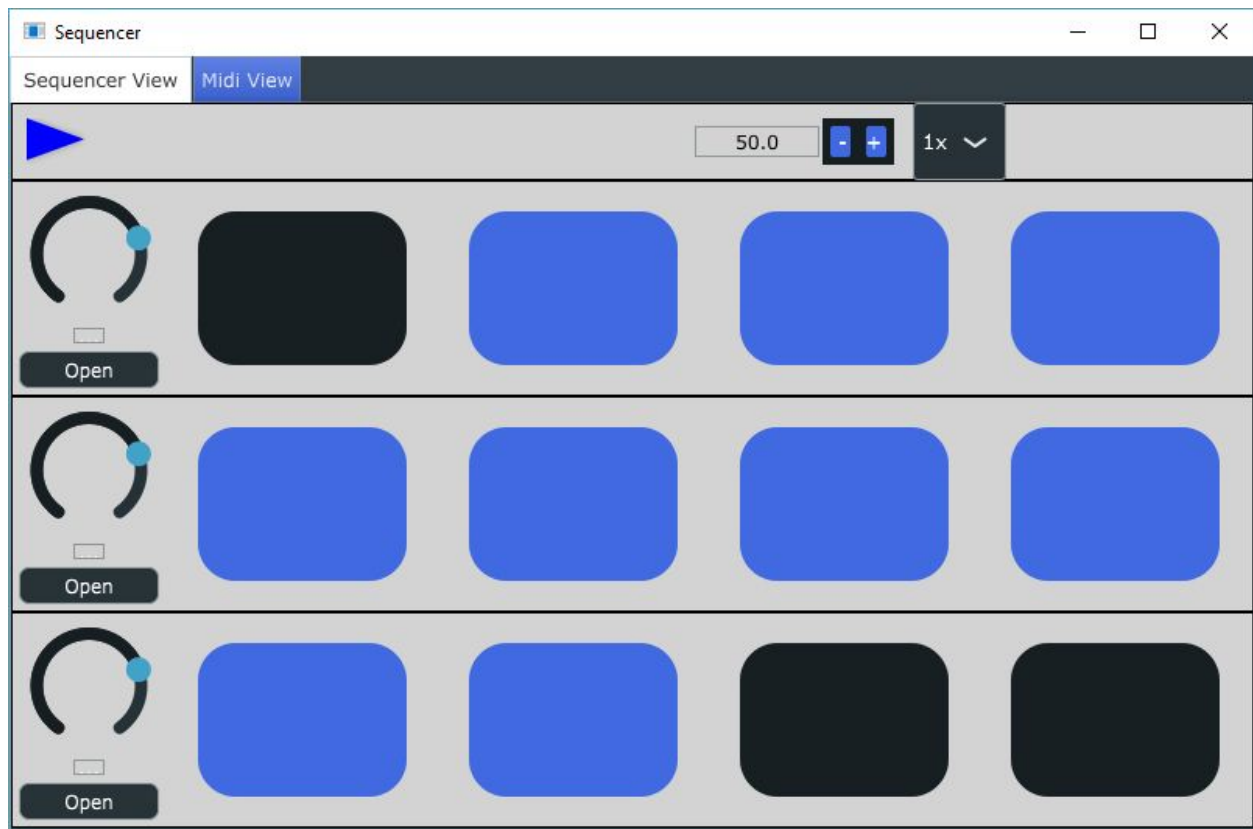 Sequencer
Sequencer View Midi View
50.0 - + 1x
Open
Open
Open